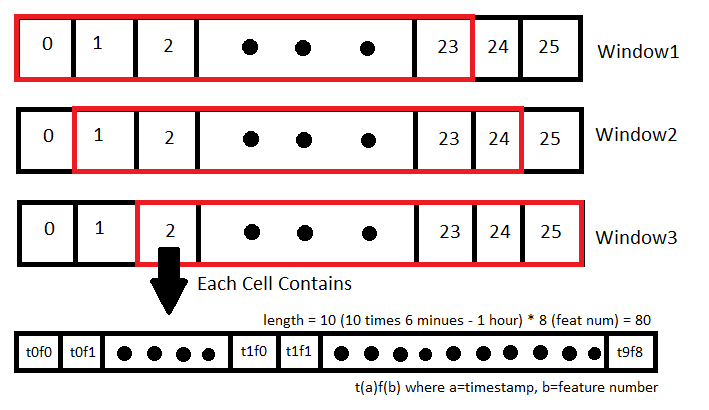 0 1 2 23 24 25 Window1
0 1 2 23 24 25 Window2
0 1 2 23 24 25 Window3
Each Cell Contains
length = 10 (10 times 6 minues - 1 hour) * 8 (feat num) = 80
t0f0 t0f1 t1f0 t1f1 t9f8
t(a)f(b) where a=timestamp, b=feature number